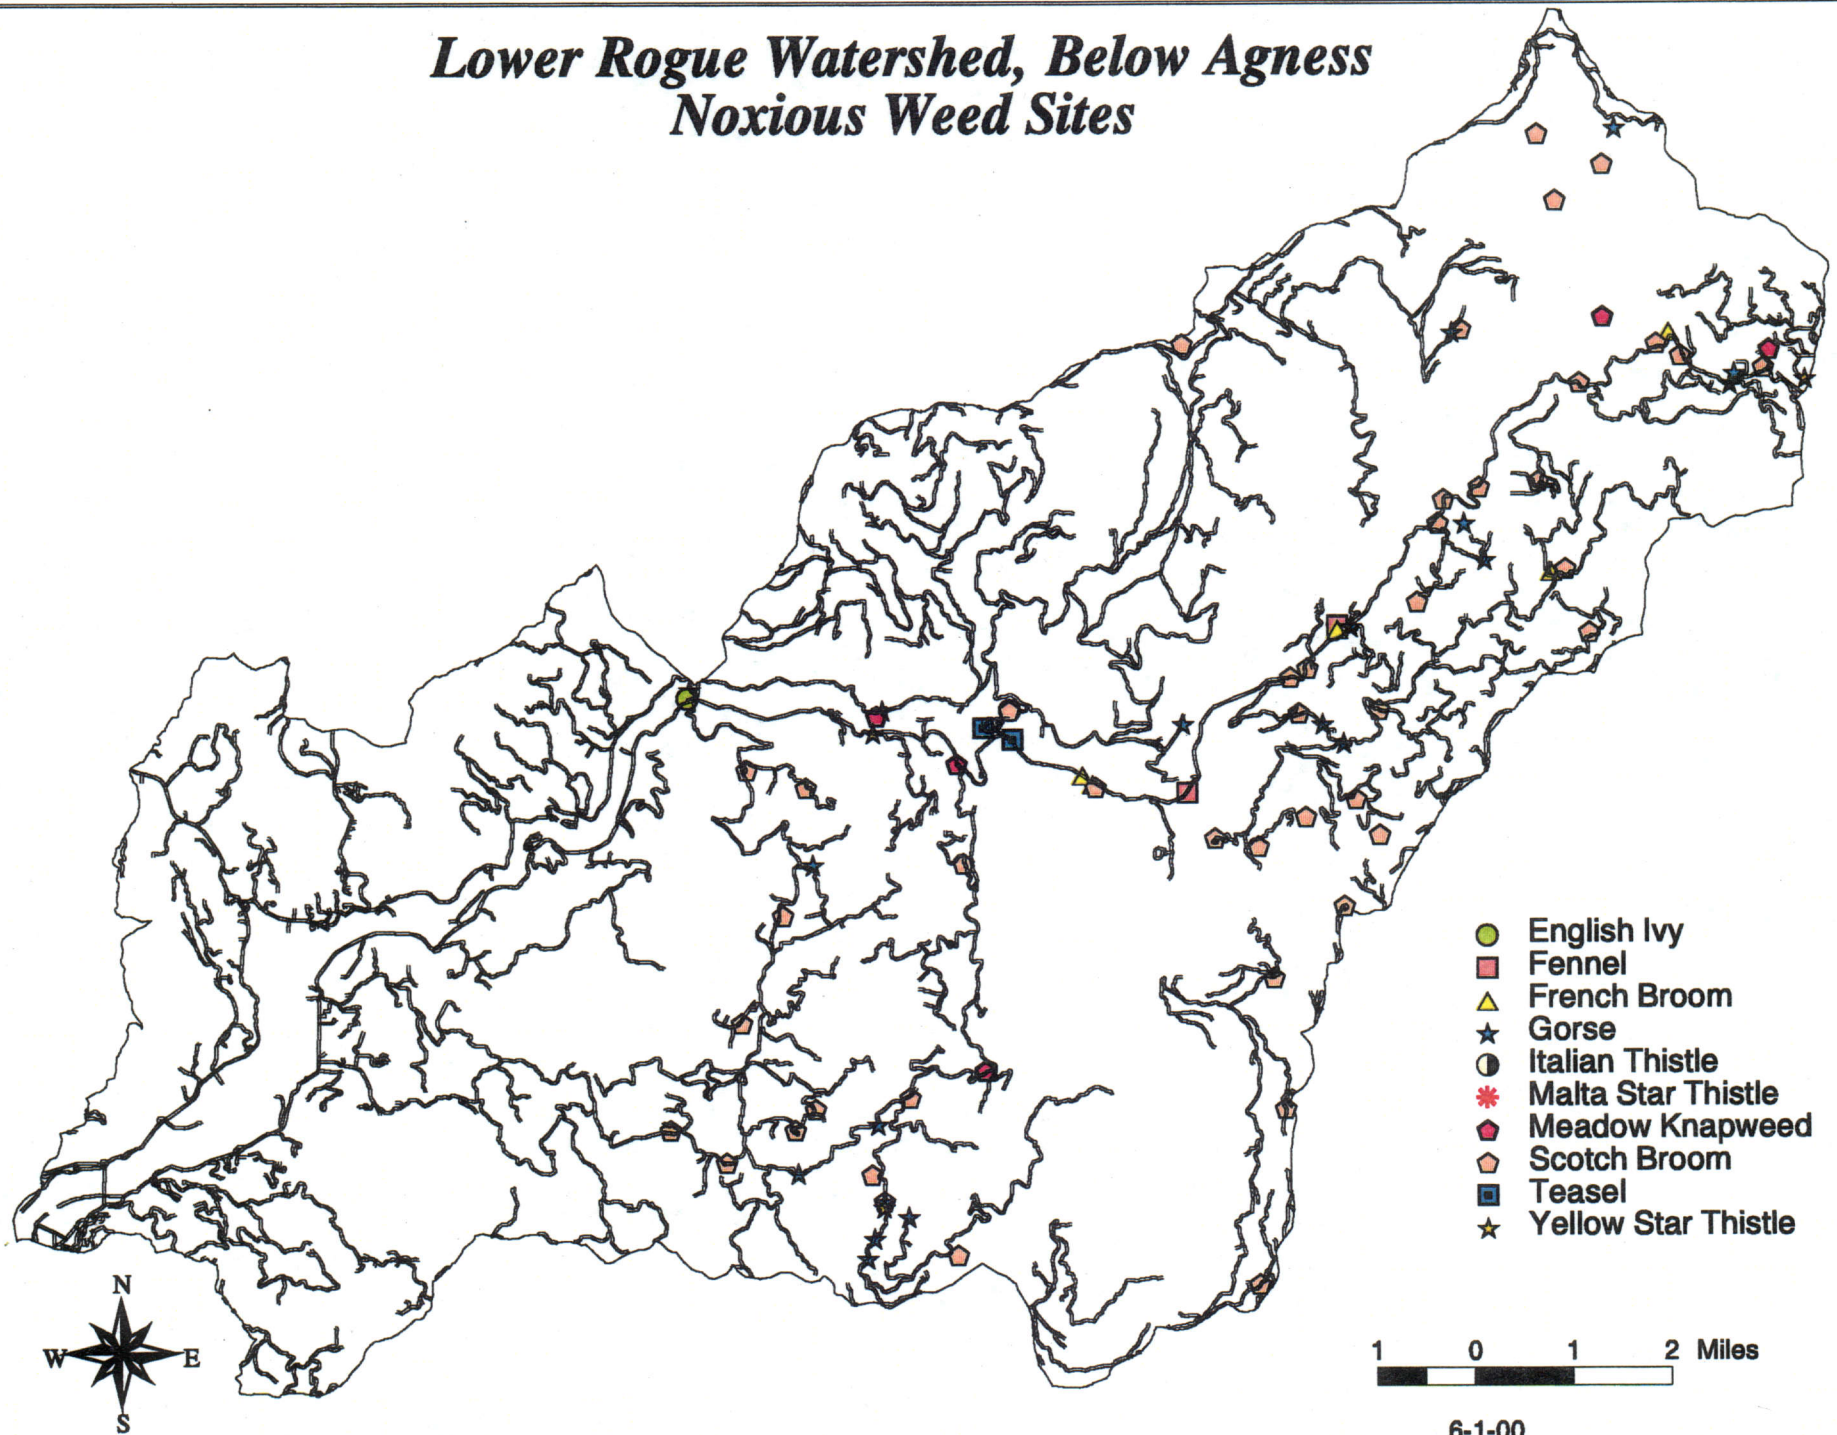 Lower Rogue Watershed, Below Agness
Noxious Weed Sites
English Ivy
Fennel
French Broom
Gorse
Italian Thistle
Malta Star Thistle
Meadow Knapweed
Scotch Broom
Teasel
Yellow Star Thistle
N
W E
S
1 0 1 2 Miles
6-1-00